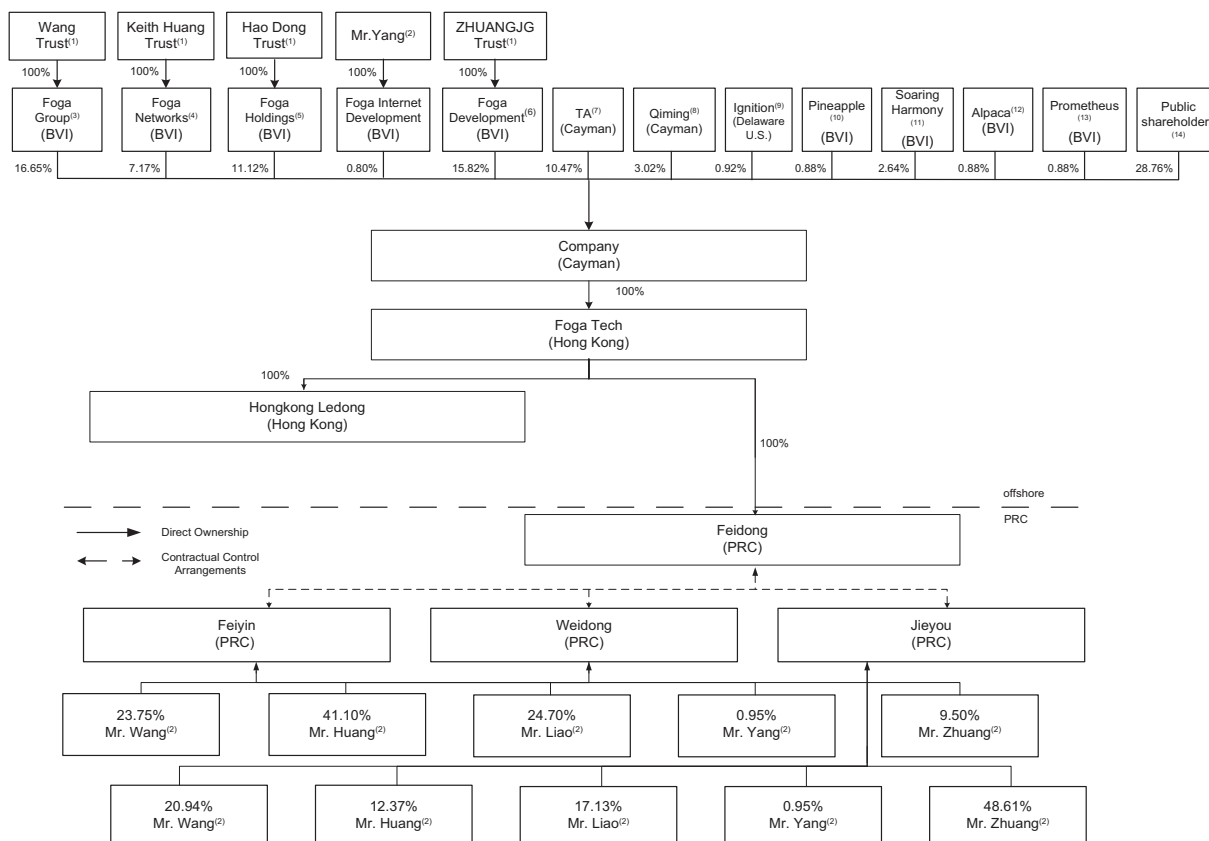 Wang
Trust(1)
Keith Huang
Trust(1)
Hao Dong
Trust(1)
Mr.Yang(2)
ZHUANGJG
Trust(1)
100%
100%
100%
100%
100%
Foga
Group(3)
(BVI)
Foga
Networks(4)
(BVI)
Foga
Holdings(5)
(BVI)
Foga Internet
Development
(BVI)
Foga
Development(6)
(BVI)
TA(7)
(Cayman)
Qiming(8)
(Cayman)
Ignition(9)
(Delaware
U.S.)
Pineapple
(10)
(BVI)
Soaring
Harmony
(11)
(BVI)
Alpaca(12)
(BVI)
Prometheus
(13)
(BVI)
Public
shareholder
(14)
16.65%
7.17%
11.12%
0.80%
15.82%
10.47%
3.02%
0.92%
0.88%
2.64%
0.88%
0.88%
28.76%
Company
(Cayman)
100%
Foga Tech
(Hong Kong)
100%
Hongkong Ledong
(Hong Kong)
100%
offshore
PRC
Direct Ownership
Contractual Control
Arrangements
Feidong
(PRC)
Feiyin
(PRC)
Weidong
(PRC)
Jieyou
(PRC)
23.75%
Mr. Wang(2)
41.10%
Mr. Huang(2)
24.70%
Mr. Liao(2)
0.95%
Mr. Yang(2)
9.50%
Mr. Zhuang(2)
20.94%
Mr. Wang(2)
12.37%
Mr. Huang(2)
17.13%
Mr. Liao(2)
0.95%
Mr. Yang(2)
48.61%
Mr. Zhuang(2)